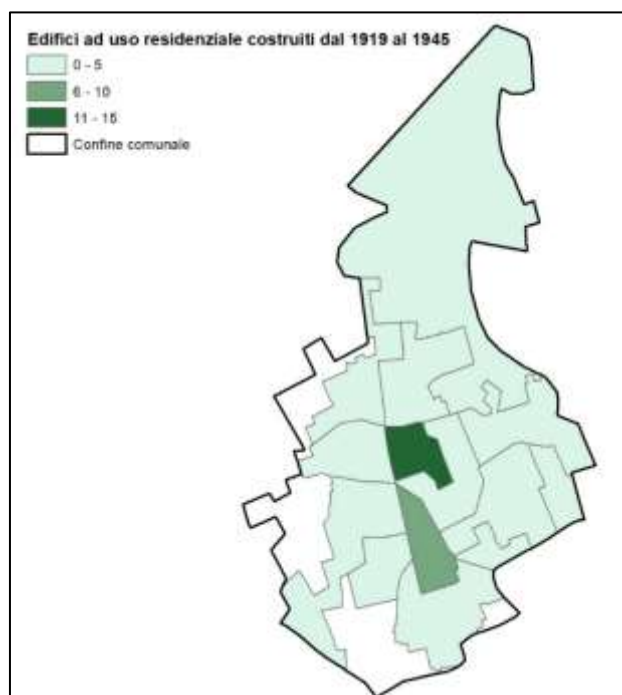 Edifici ad uso residenziale costruiti dal 1919 al 1945
0 - 5
6 - 10
11 - 15
Confine comunale